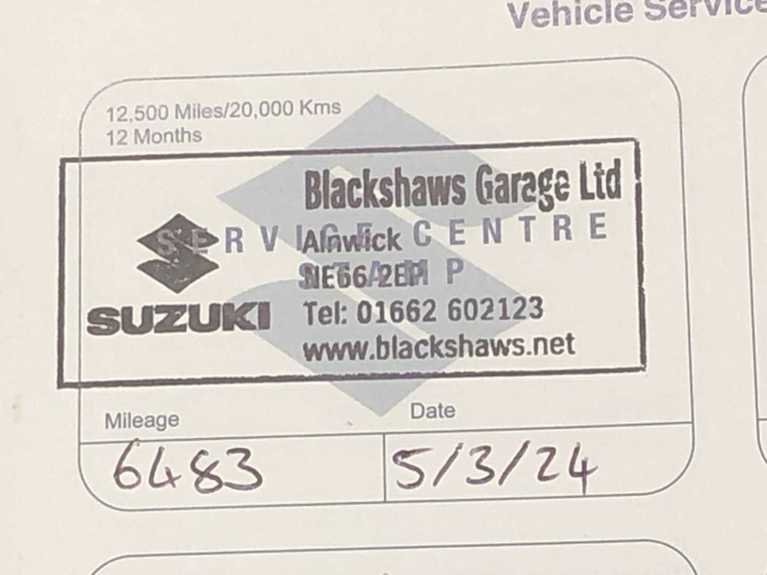 Vehicle Service
12,500 Miles/20,000 Kms
12 Months
Blackshaws Garage Ltd
SERVICE CENTRE
Alnwick
STAMP
NE66 2EP
SUZUKI
Tel: 01662 602123
www.blackshaws.net
Mileage
Date
6483
5/3/24